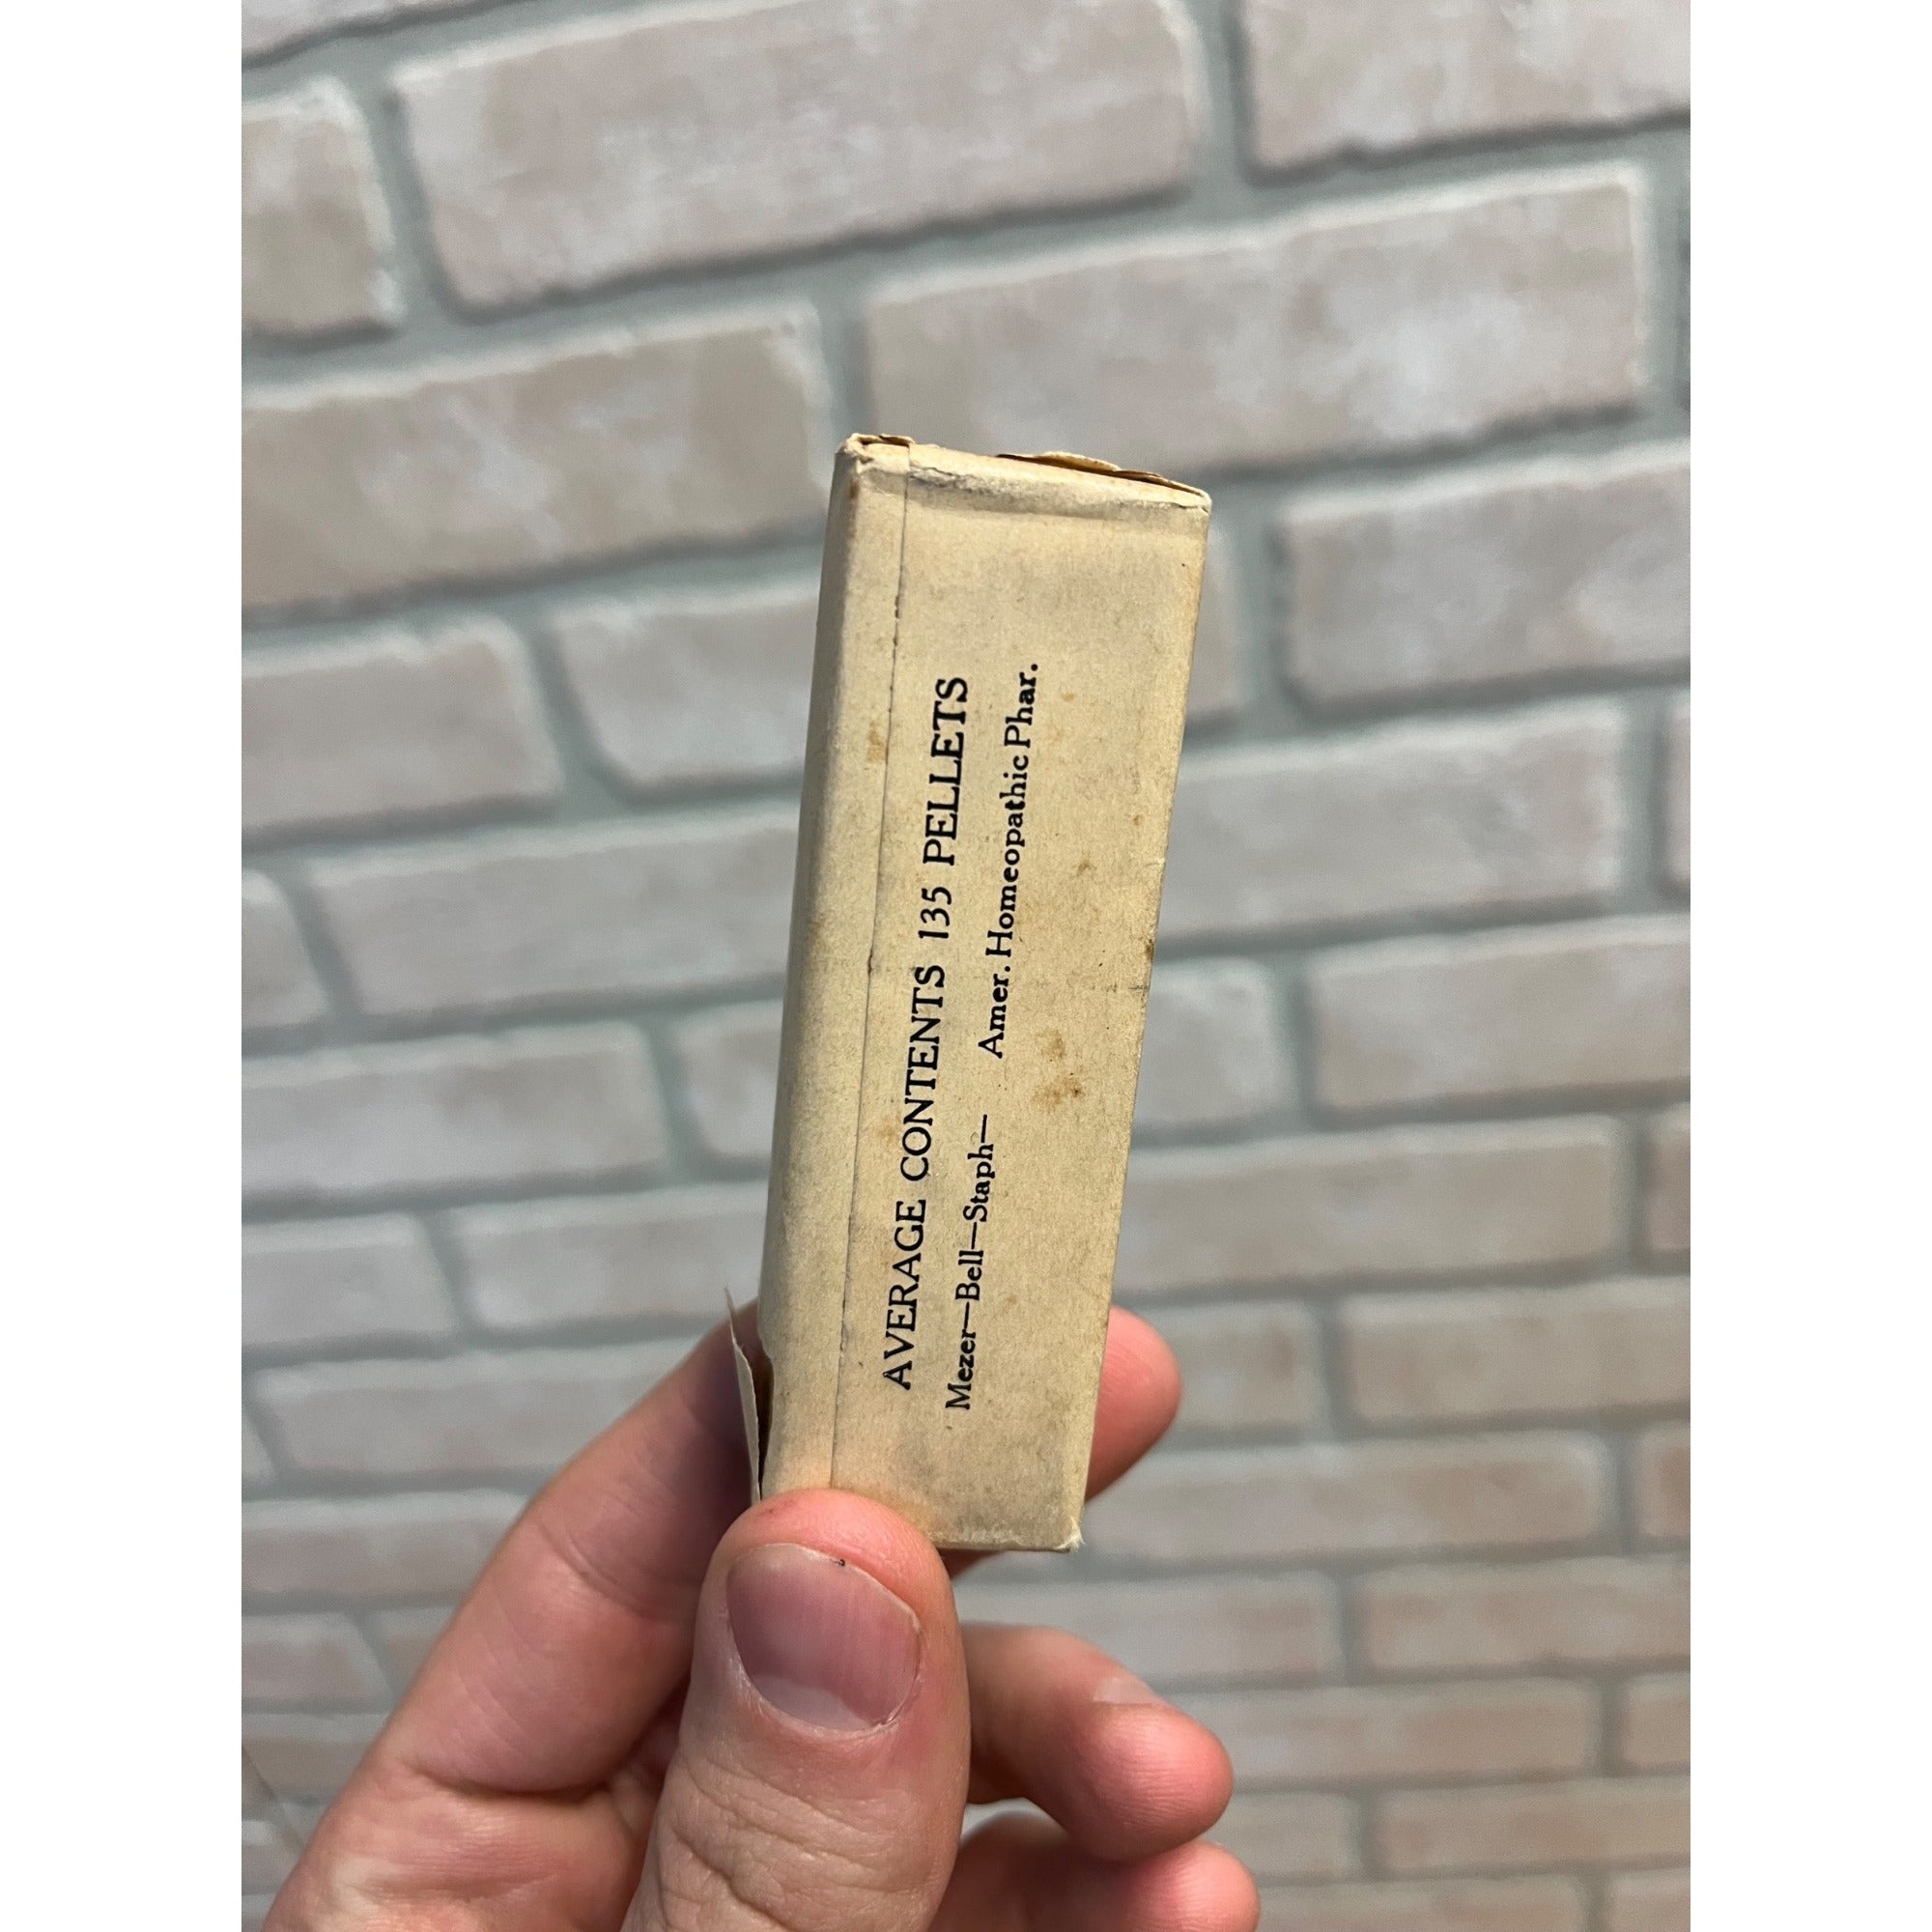 AVERAGE CONTENTS 135 PELLETS
Mezer—Bell—Staph—
Amer. Homeopathic Phar.